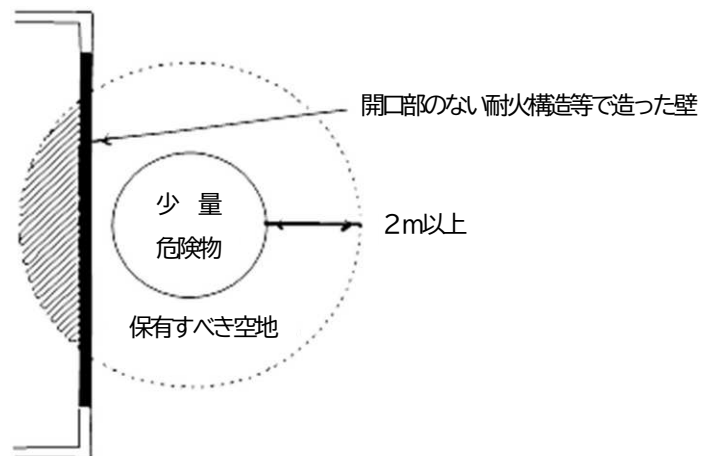 開口部のない耐火構造等で造った壁
少　量
危険物
2m以上
保有すべき空地